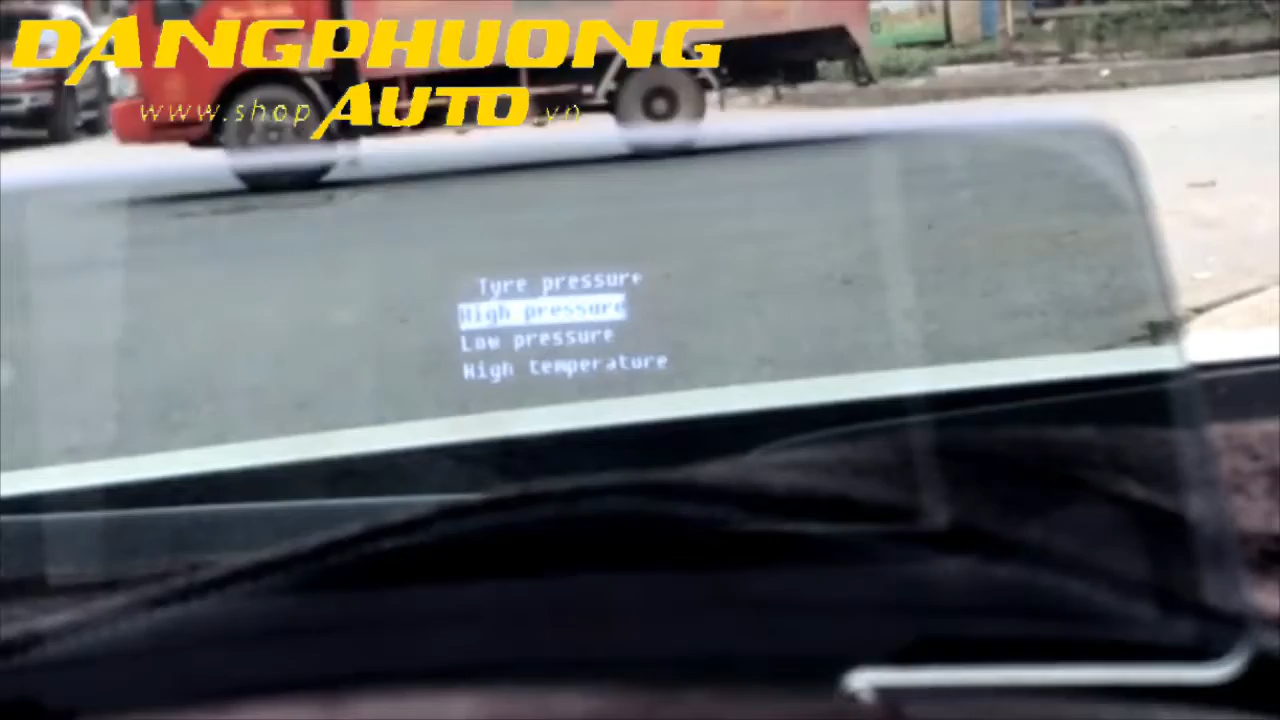 DANGPHUONG
www.shop AUTO .vn
Tyre pressure
High pressure
Low pressure
High temperature